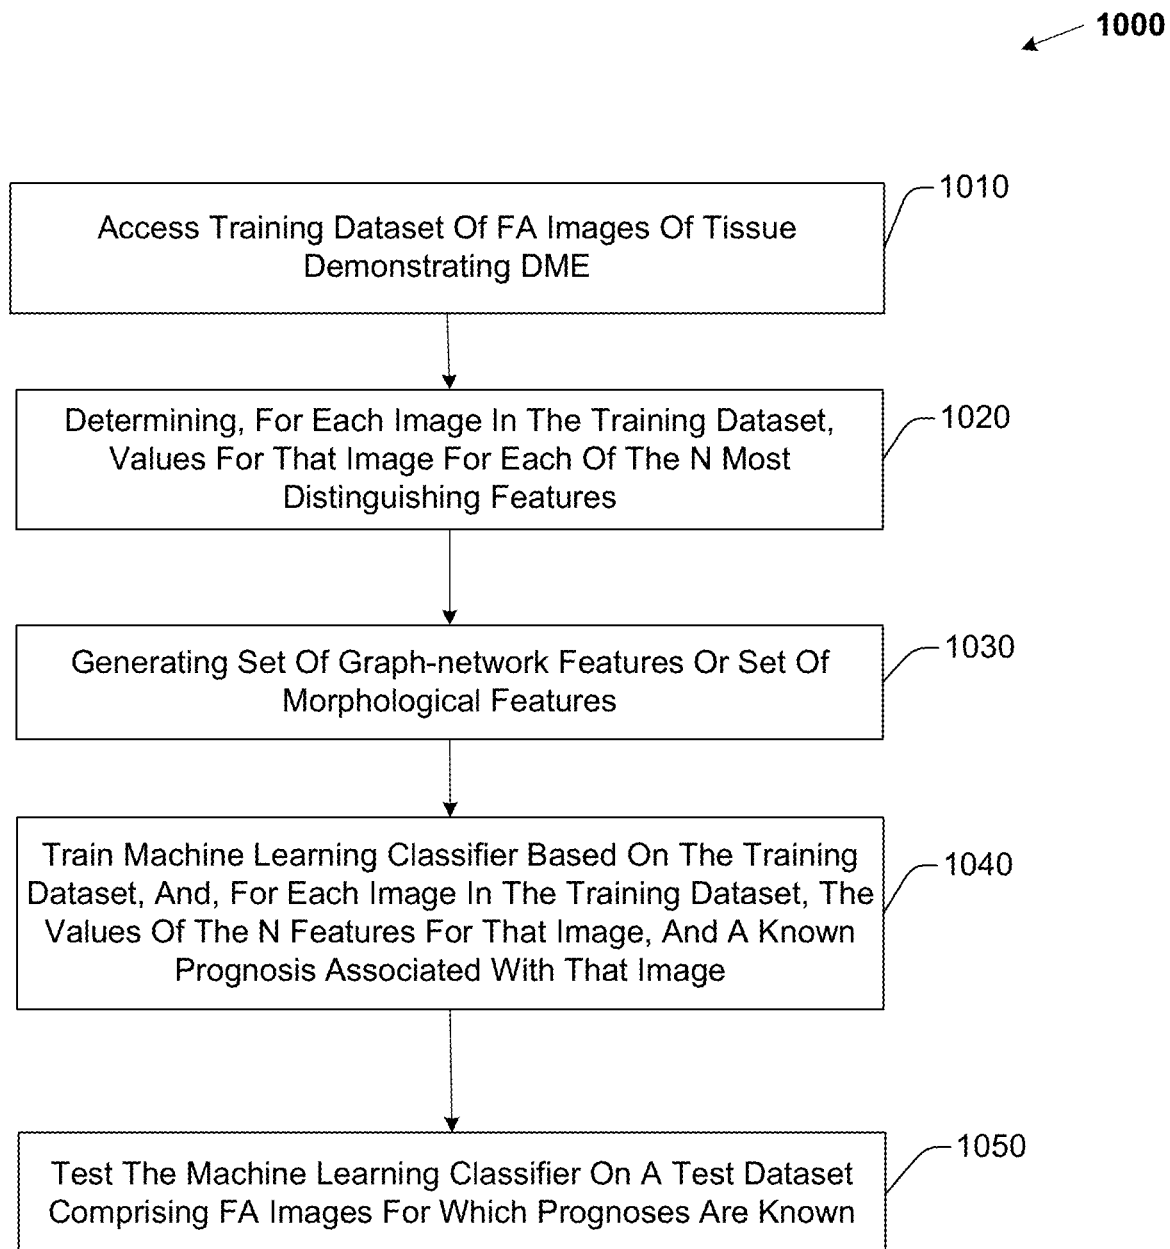 1000
1010
Access Training Dataset Of FA Images Of Tissue
Demonstrating DME
1020
Determining, For Each Image In The Training Dataset,
Values For That Image For Each Of The N Most
Distinguishing Features
1030
Generating Set Of Graph-network Features Or Set Of
Morphological Features
1040
Train Machine Learning Classifier Based On The Training
Dataset, And, For Each Image In The Training Dataset, The
Values Of The N Features For That Image, And A Known
Prognosis Associated With That Image
1050
Test The Machine Learning Classifier On A Test Dataset
Comprising FA Images For Which Prognoses Are Known